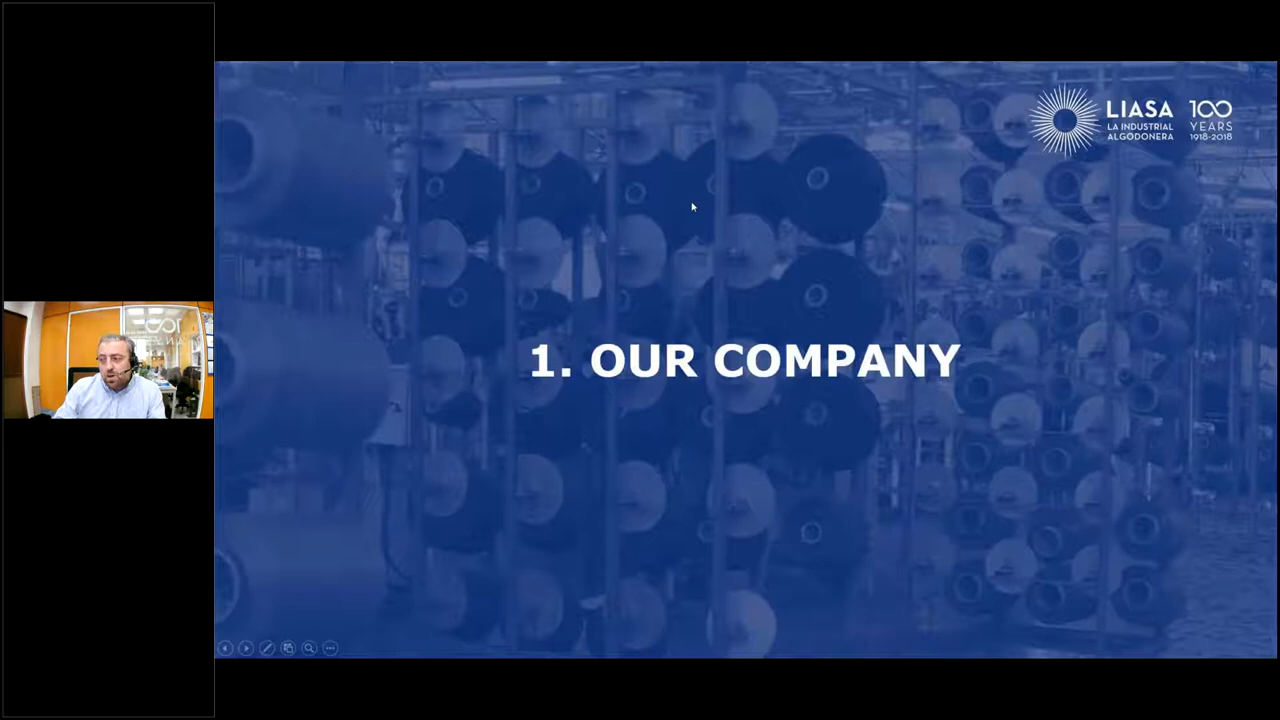 LIASA
LA INDUSTRIAL
ALGODONERA
100
YEARS
1918-2018
1. OUR COMPANY